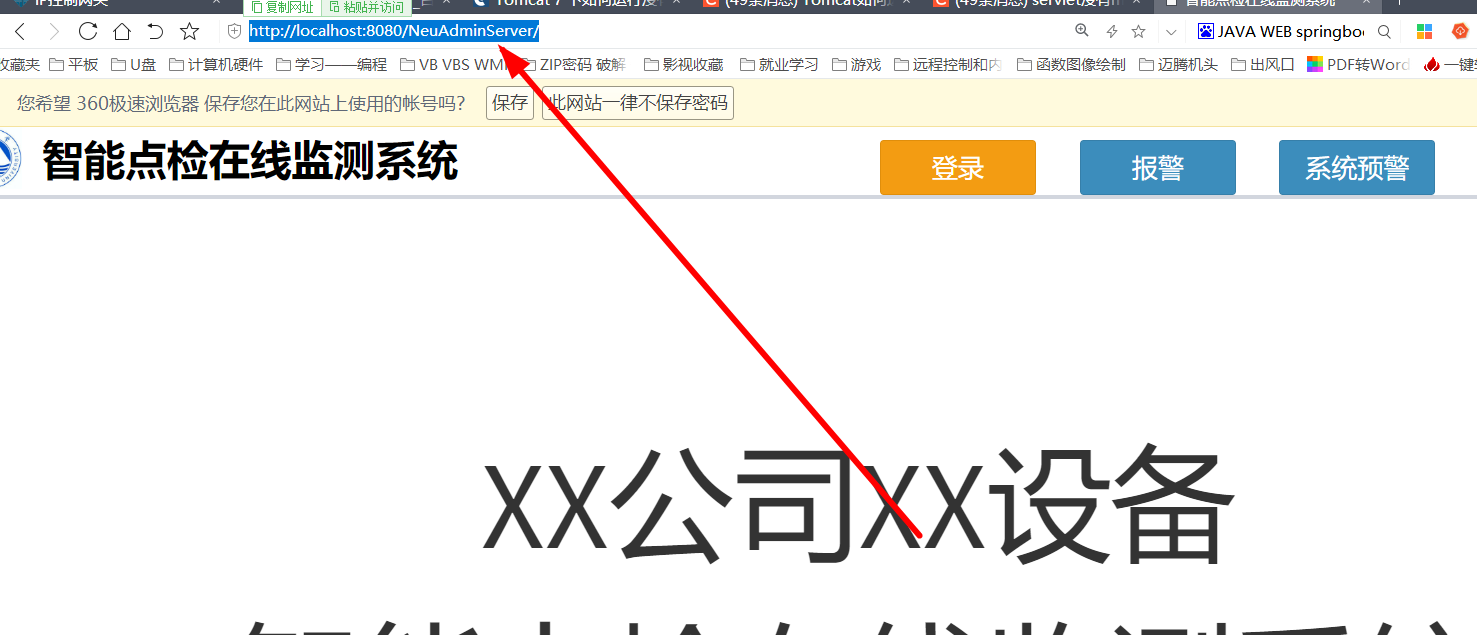 IP控制网关
复制网址 粘贴并访问
Tomcat 7 下如何运行没有
(49条消息) Tomcat如何
(49条消息) servlet没有
智能点检在线监测系统
http://localhost:8080/NeuAdminServer/
JAVA WEB springboo
收藏夹 平板 U盘 计算机硬件 学习——编程 VB VBS WMI ZIP密码 破解 影视收藏 就业学习 游戏 远程控制和内 函数图像绘制 迈腾机头 出风口 PDF转Word 一键
您希望 360极速浏览器 保存您在此网站上使用的帐号吗? 保存 此网站一律不保存密码
智能点检在线监测系统 登录 报警 系统预警
XX公司XX设备